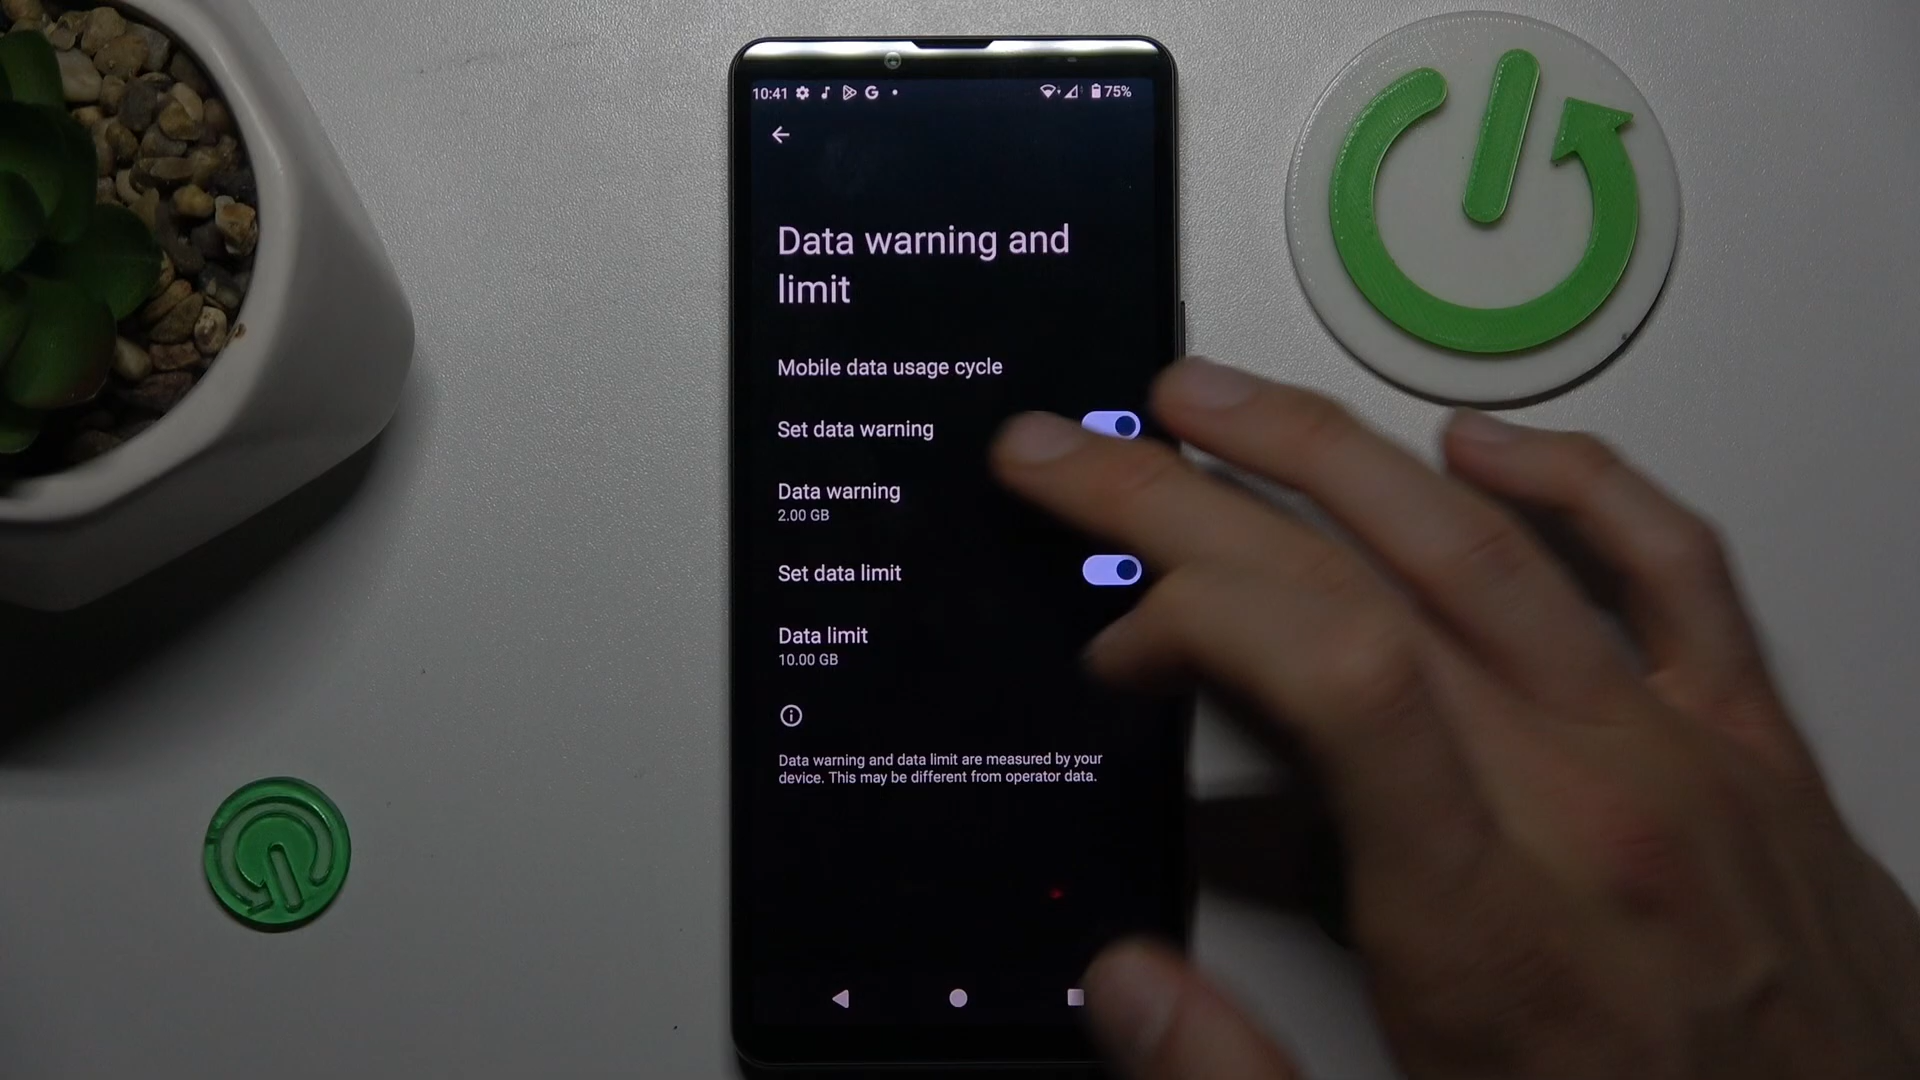 10:41 75%
Data warning and
limit
Mobile data usage cycle
Set data warning
Data warning
2.00 GB
Set data limit
Data limit
10.00 GB
Data warning and data limit are measured by your
device. This may be different from operator data.